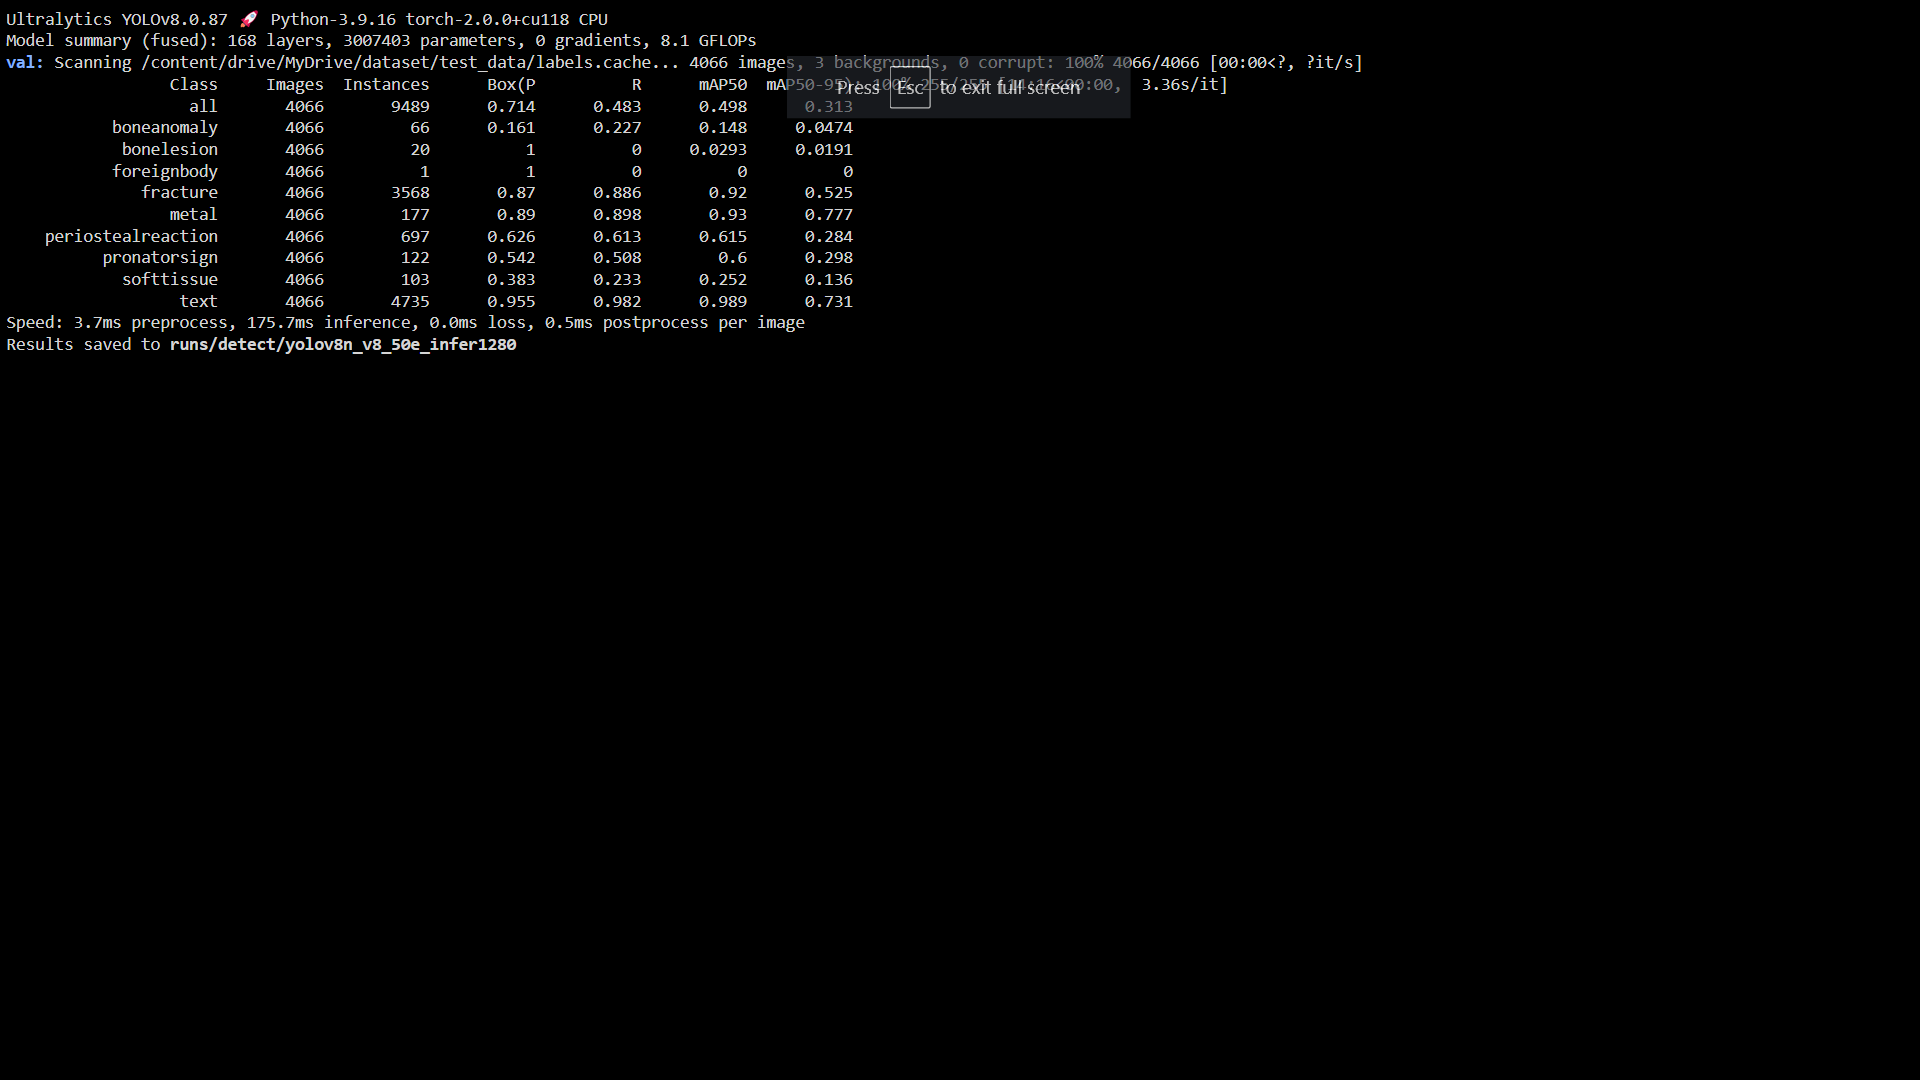 Ultralytics YOLOv8.0.87 🚀 Python-3.9.16 torch-2.0.0+cu118 CPU
Model summary (fused): 168 layers, 3007403 parameters, 0 gradients, 8.1 GFLOPs
val: Scanning /content/drive/MyDrive/dataset/test_data/labels.cache... 4066 images, 3 backgrounds, 0 corrupt: 100% 4066/4066 [00:00<?, ?it/s]
Class Images Instances Box(P R mAP50 mAP50-95): 100% 255/255 [14:16<00:00, 3.36s/it]
Press Esc to exit full screen
all 4066 9489 0.714 0.483 0.498 0.313
boneanomaly 4066 66 0.161 0.227 0.148 0.0474
bonelesion 4066 20 1 0 0.0293 0.0191
foreignbody 4066 1 1 0 0 0
fracture 4066 3568 0.87 0.886 0.92 0.525
metal 4066 177 0.89 0.898 0.93 0.777
periostealreaction 4066 697 0.626 0.613 0.615 0.284
pronatorsign 4066 122 0.542 0.508 0.6 0.298
softtissue 4066 103 0.383 0.233 0.252 0.136
text 4066 4735 0.955 0.982 0.989 0.731
Speed: 3.7ms preprocess, 175.7ms inference, 0.0ms loss, 0.5ms postprocess per image
Results saved to runs/detect/yolov8n_v8_50e_infer1280